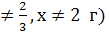 ≠ 2/3, x ≠ 2 г)